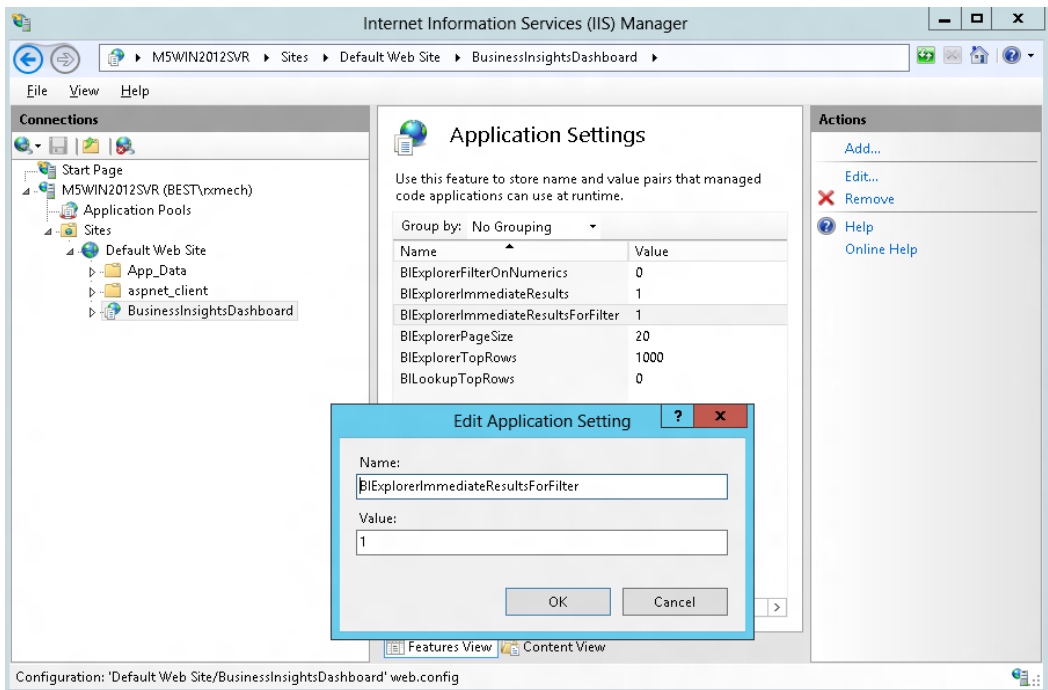 Internet Information Services (IIS) Manager
M5WIN2012SVR Sites Default Web Site BusinessInsightsDashboard
File View Help
Connections
Start Page
M5WIN2012SVR (BEST\rxmech)
Application Pools
Sites
Default Web Site
App_Data
aspnet_client
BusinessInsightsDashboard
Application Settings
Use this feature to store name and value pairs that managed
code applications can use at runtime.
Group by: No Grouping
Name Value
BIExplorerFilterOnNumerics 0
BIExplorerImmediateResults 1
BIExplorerImmediateResultsForFilter 1
BIExplorerPageSize 20
BIExplorerTopRows 1000
BILookupTopRows 0
Edit Application Setting ? x
Name:
BIExplorerImmediateResultsForFilter
Value:
1
OK Cancel
Features View Content View
Actions
Add...
Edit...
Remove
Help
Online Help
Configuration: 'Default Web Site/BusinessInsightsDashboard' web.config